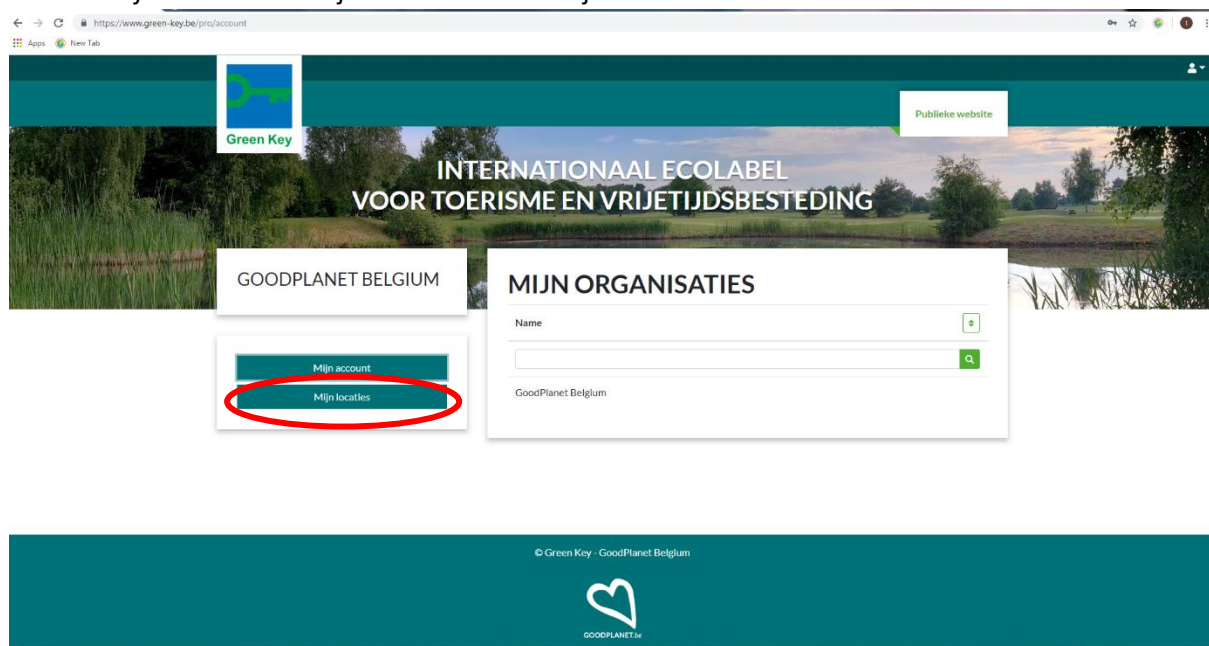 https://www.green-key.be/pro/account
Apps New Tab
Green Key
Publieke website
INTERNATIONAAL ECOLABEL
VOOR TOERISME EN VRIJETIJDSBESTEDING
GOODPLANET BELGIUM
Mijn account
Mijn locaties
MIJN ORGANISATIES
Name
GoodPlanet Belgium
© Green Key - GoodPlanet Belgium
GOODPLANET.be